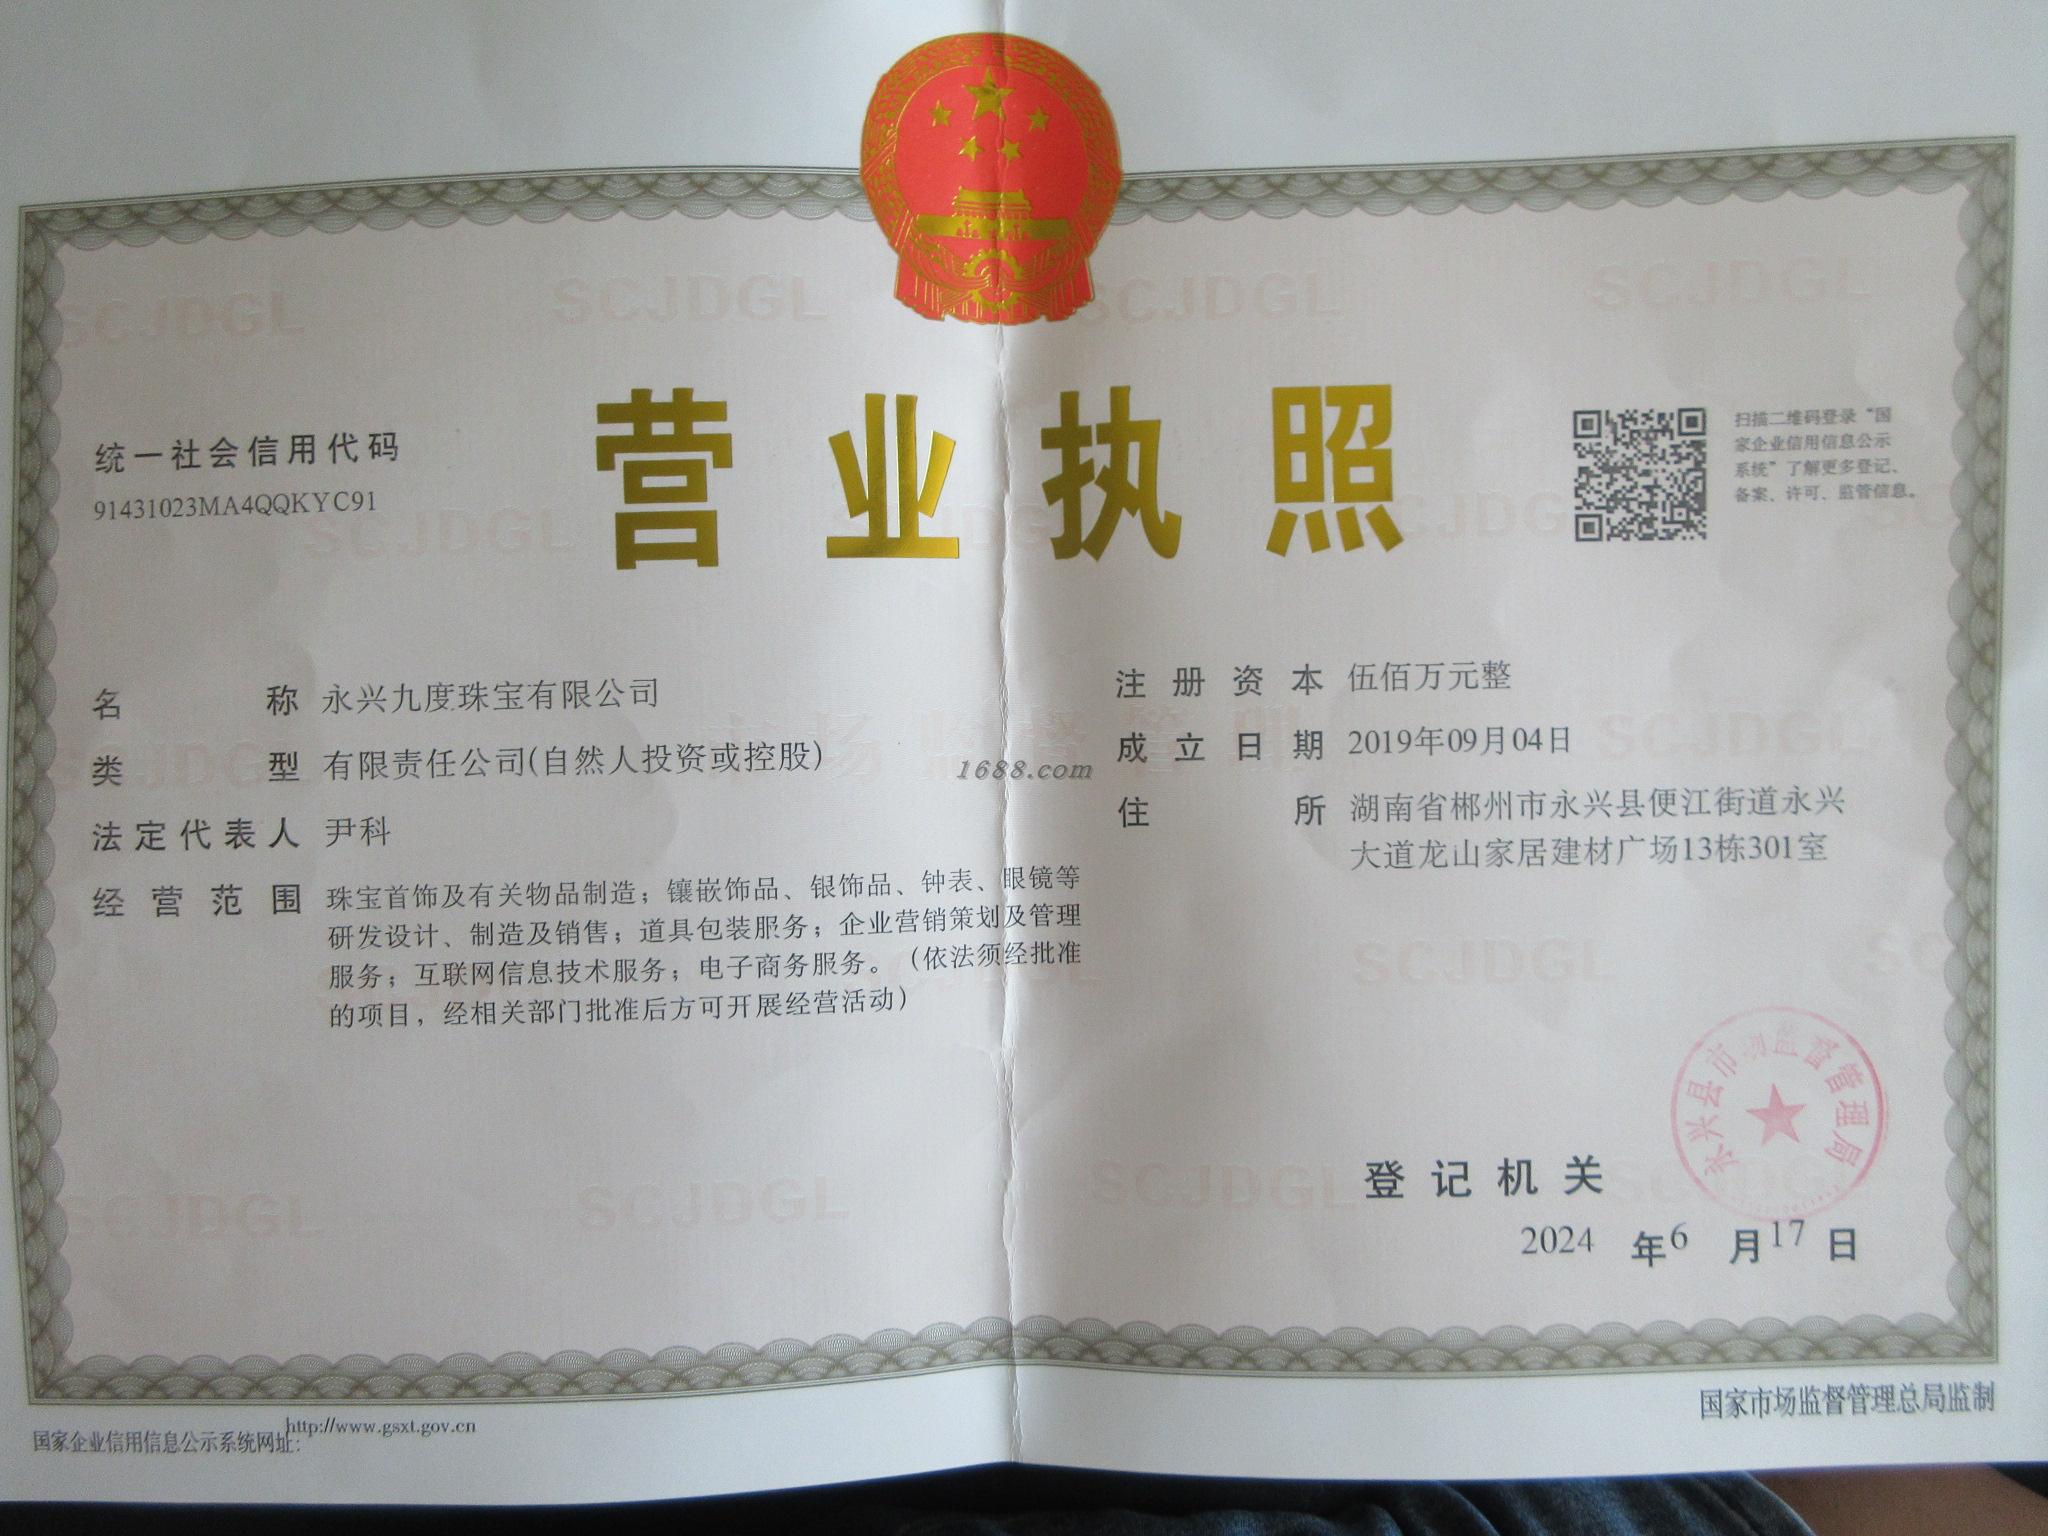 营业执照
统一社会信用代码
91431023MA4QQKYC91
扫描二维码登录“国
家企业信用信息公示
系统”了解更多登记、
备案、许可、监管信息。
名称 永兴九度珠宝有限公司
类型 有限责任公司(自然人投资或控股)
法定代表人 尹科
经营范围 珠宝首饰及有关物品制造；镶嵌饰品、银饰品、钟表、眼镜等
研发设计、制造及销售；道具包装服务；企业营销策划及管理
服务；互联网信息技术服务；电子商务服务。（依法须经批准
的项目，经相关部门批准后方可开展经营活动）
注册资本 伍佰万元整
成立日期 2019年09月04日
住所 湖南省郴州市永兴县便江街道永兴
大道龙山家居建材广场13栋301室
1688.com
登记机关
永兴县市场监督管理局
2024年6月17日
国家企业信用信息公示系统网址：http://www.gsxt.gov.cn
国家市场监督管理总局监制
SCJDGL